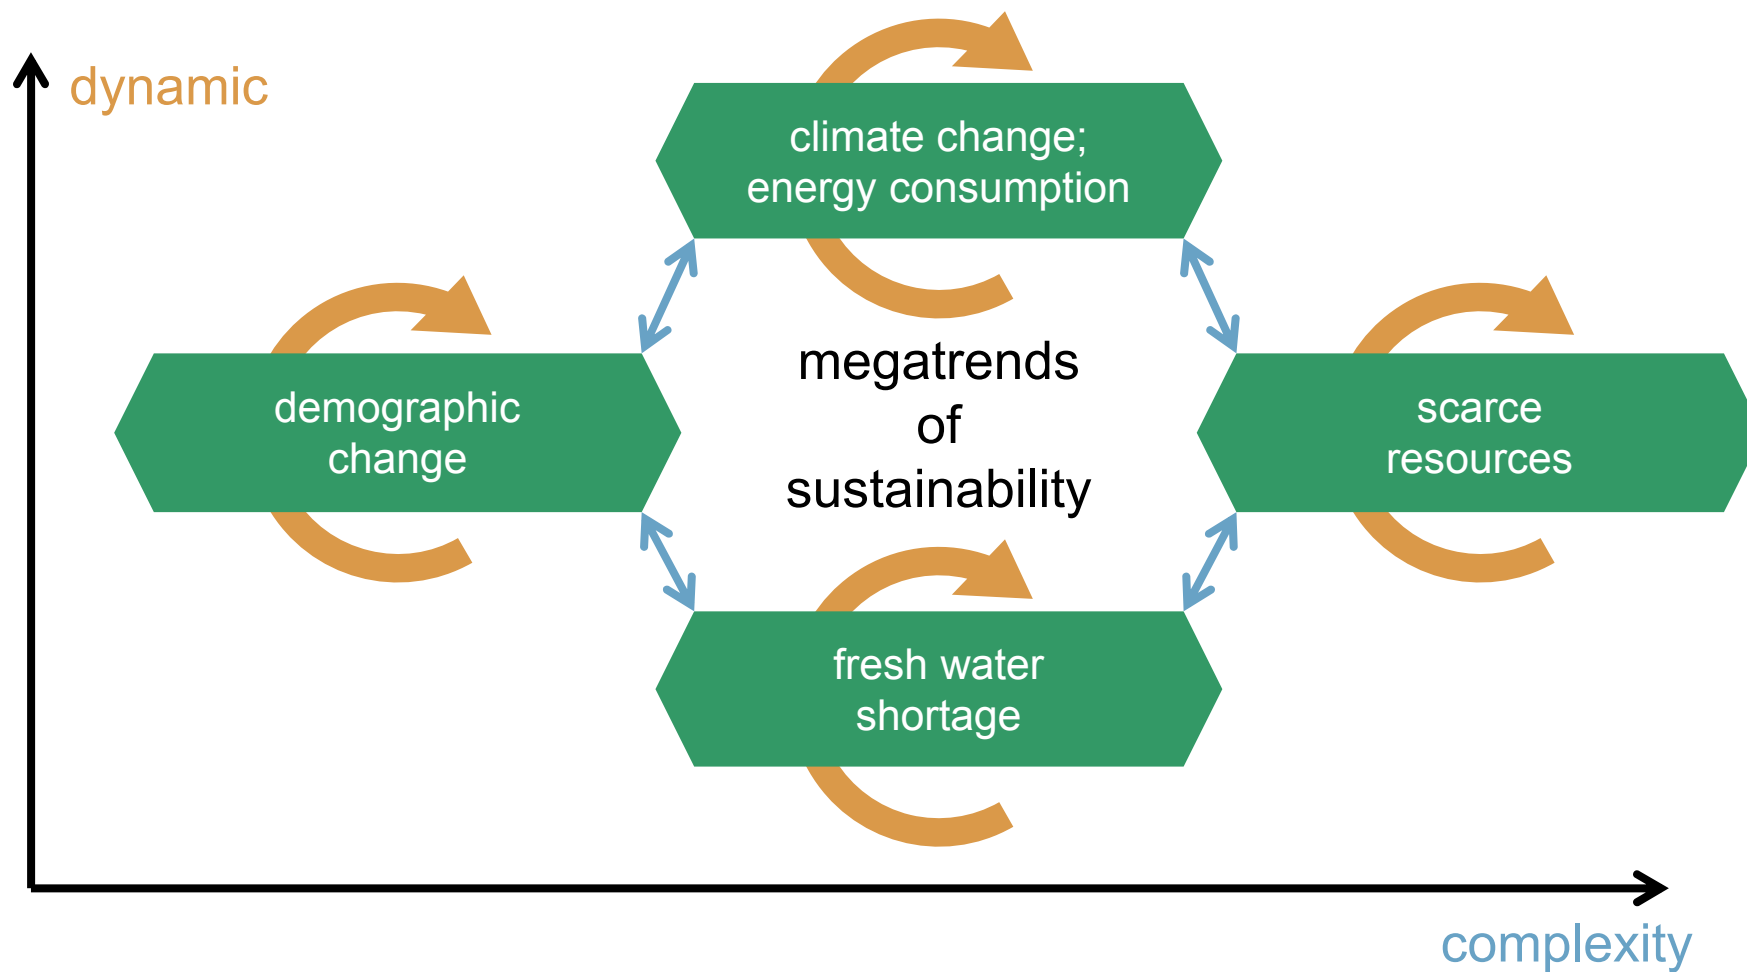 dynamic
climate change;
energy consumption
demographic
change
megatrends
of
sustainability
scarce
resources
fresh water
shortage
complexity